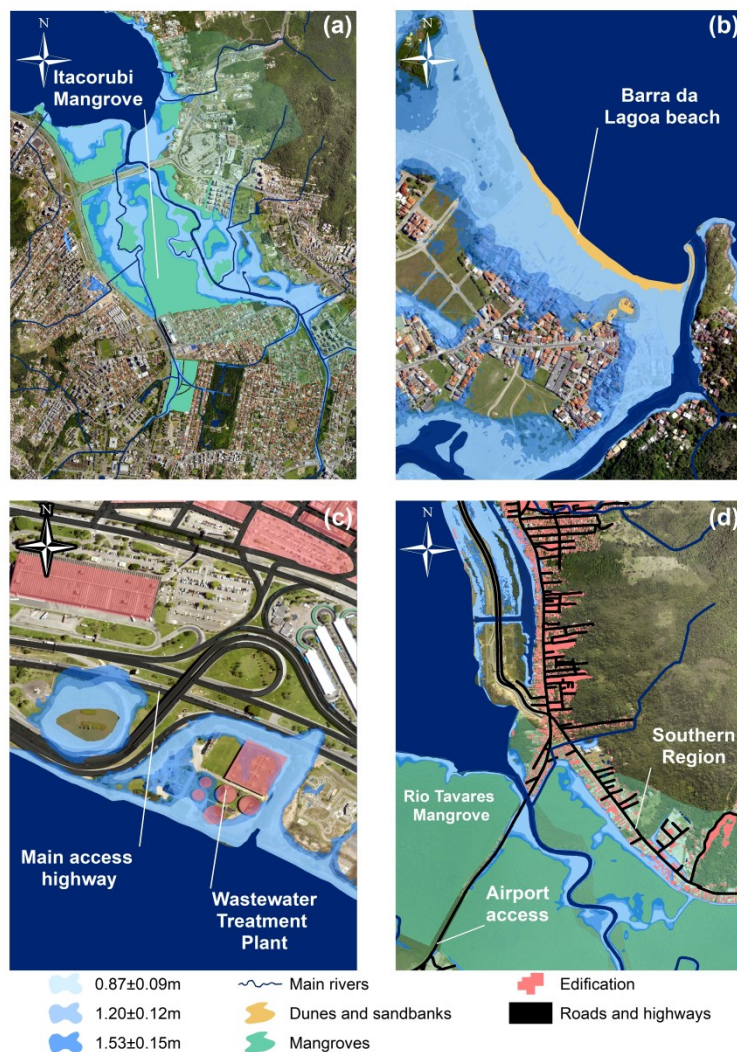 N
(a)
Itacorubi
Mangrove
N
(b)
Barra da
Lagoa beach
N
(c)
Main access
highway
Wastewater
Treatment
Plant
N
(d)
Southern
Region
Rio Tavares
Mangrove
Airport
access
0.87±0.09m
1.20±0.12m
1.53±0.15m
Main rivers
Dunes and sandbanks
Mangroves
Edification
Roads and highways